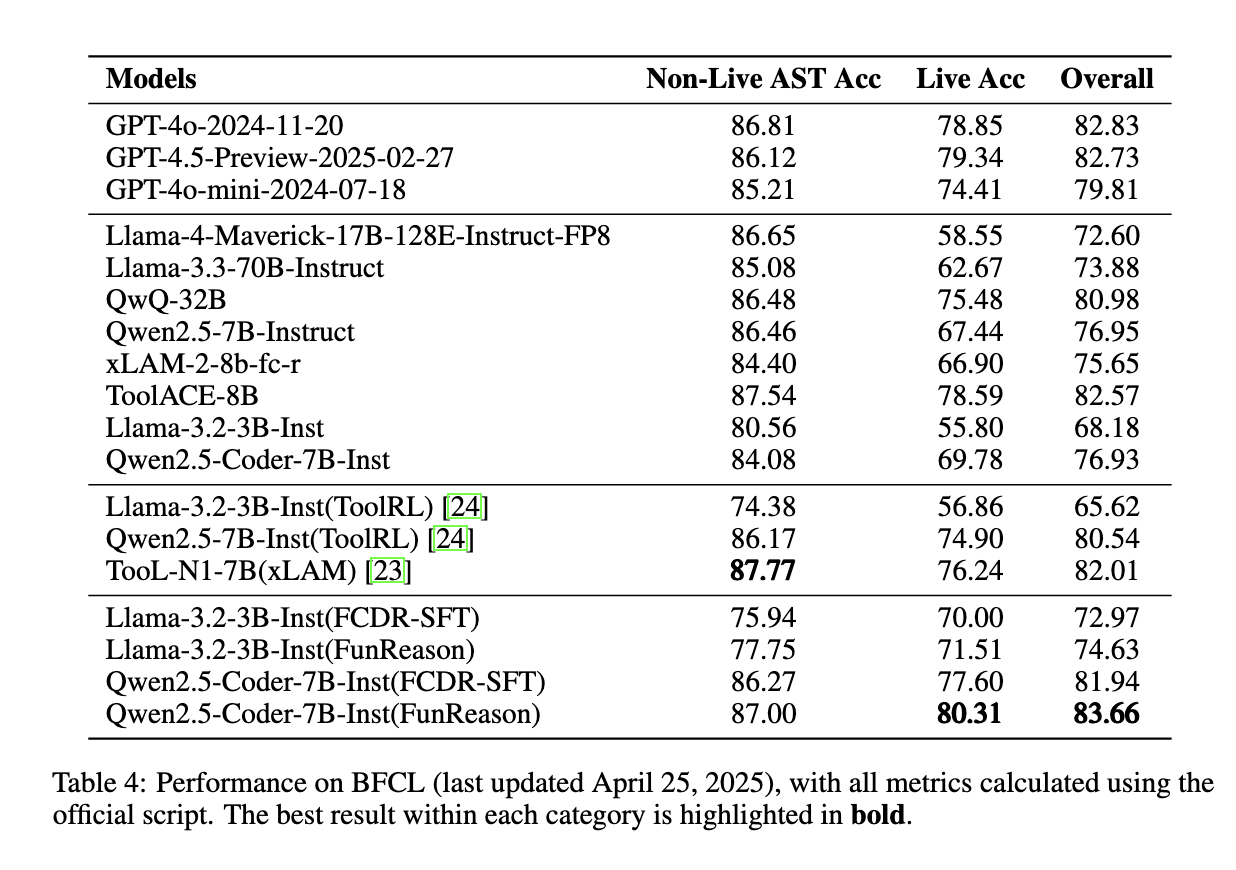 Models Non-Live AST Acc Live Acc Overall
GPT-4o-2024-11-20 86.81 78.85 82.83
GPT-4.5-Preview-2025-02-27 86.12 79.34 82.73
GPT-4o-mini-2024-07-18 85.21 74.41 79.81
Llama-4-Maverick-17B-128E-Instruct-FP8 86.65 58.55 72.60
Llama-3.3-70B-Instruct 85.08 62.67 73.88
QwQ-32B 86.48 75.48 80.98
Qwen2.5-7B-Instruct 86.46 67.44 76.95
xLAM-2-8b-fc-r 84.40 66.90 75.65
ToolACE-8B 87.54 78.59 82.57
Llama-3.2-3B-Inst 80.56 55.80 68.18
Qwen2.5-Coder-7B-Inst 84.08 69.78 76.93
Llama-3.2-3B-Inst(ToolRL) [24] 74.38 56.86 65.62
Qwen2.5-7B-Inst(ToolRL) [24] 86.17 74.90 80.54
TooL-N1-7B(xLAM) [23] 87.77 76.24 82.01
Llama-3.2-3B-Inst(FCDR-SFT) 75.94 70.00 72.97
Llama-3.2-3B-Inst(FunReason) 77.75 71.51 74.63
Qwen2.5-Coder-7B-Inst(FCDR-SFT) 86.27 77.60 81.94
Qwen2.5-Coder-7B-Inst(FunReason) 87.00 80.31 83.66
Table 4: Performance on BFCL (last updated April 25, 2025), with all metrics calculated using the
official script. The best result within each category is highlighted in bold.